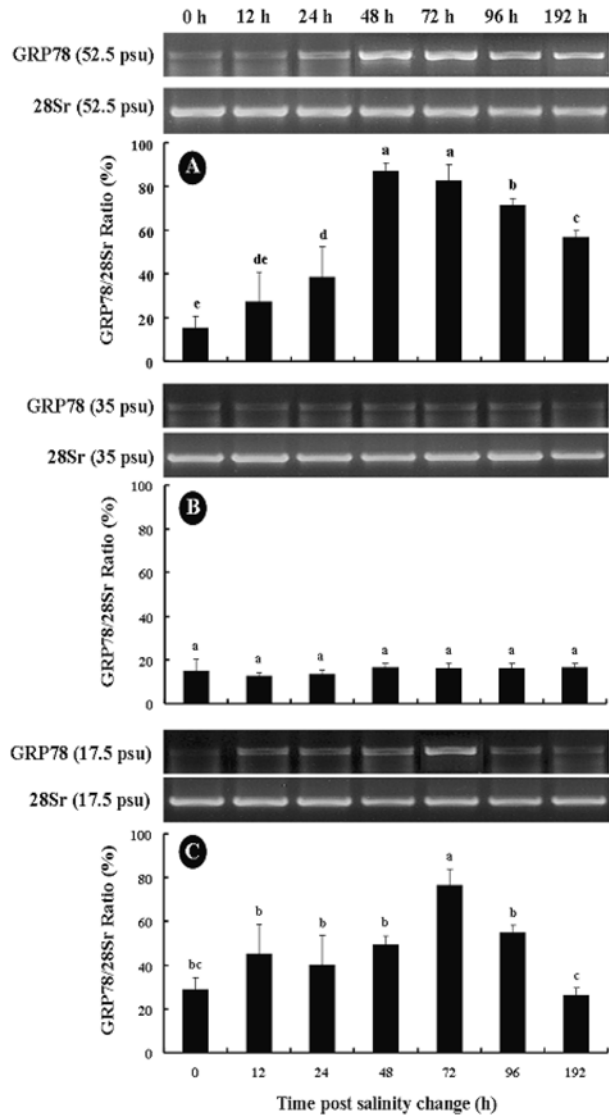 0 h 12 h 24 h 48 h 72 h 96 h 192 h
GRP78 (52.5 psu)
28Sr (52.5 psu)
A
GRP78/28Sr Ratio (%)
100
80
60
40
20
0
e de d a a b c
GRP78 (35 psu)
28Sr (35 psu)
B
GRP78/28Sr Ratio (%)
100
80
60
40
20
0
a a a a a a a
GRP78 (17.5 psu)
28Sr (17.5 psu)
C
GRP78/28Sr Ratio (%)
100
80
60
40
20
0
bc b b b a b c
0 12 24 48 72 96 192
Time post salinity change (h)